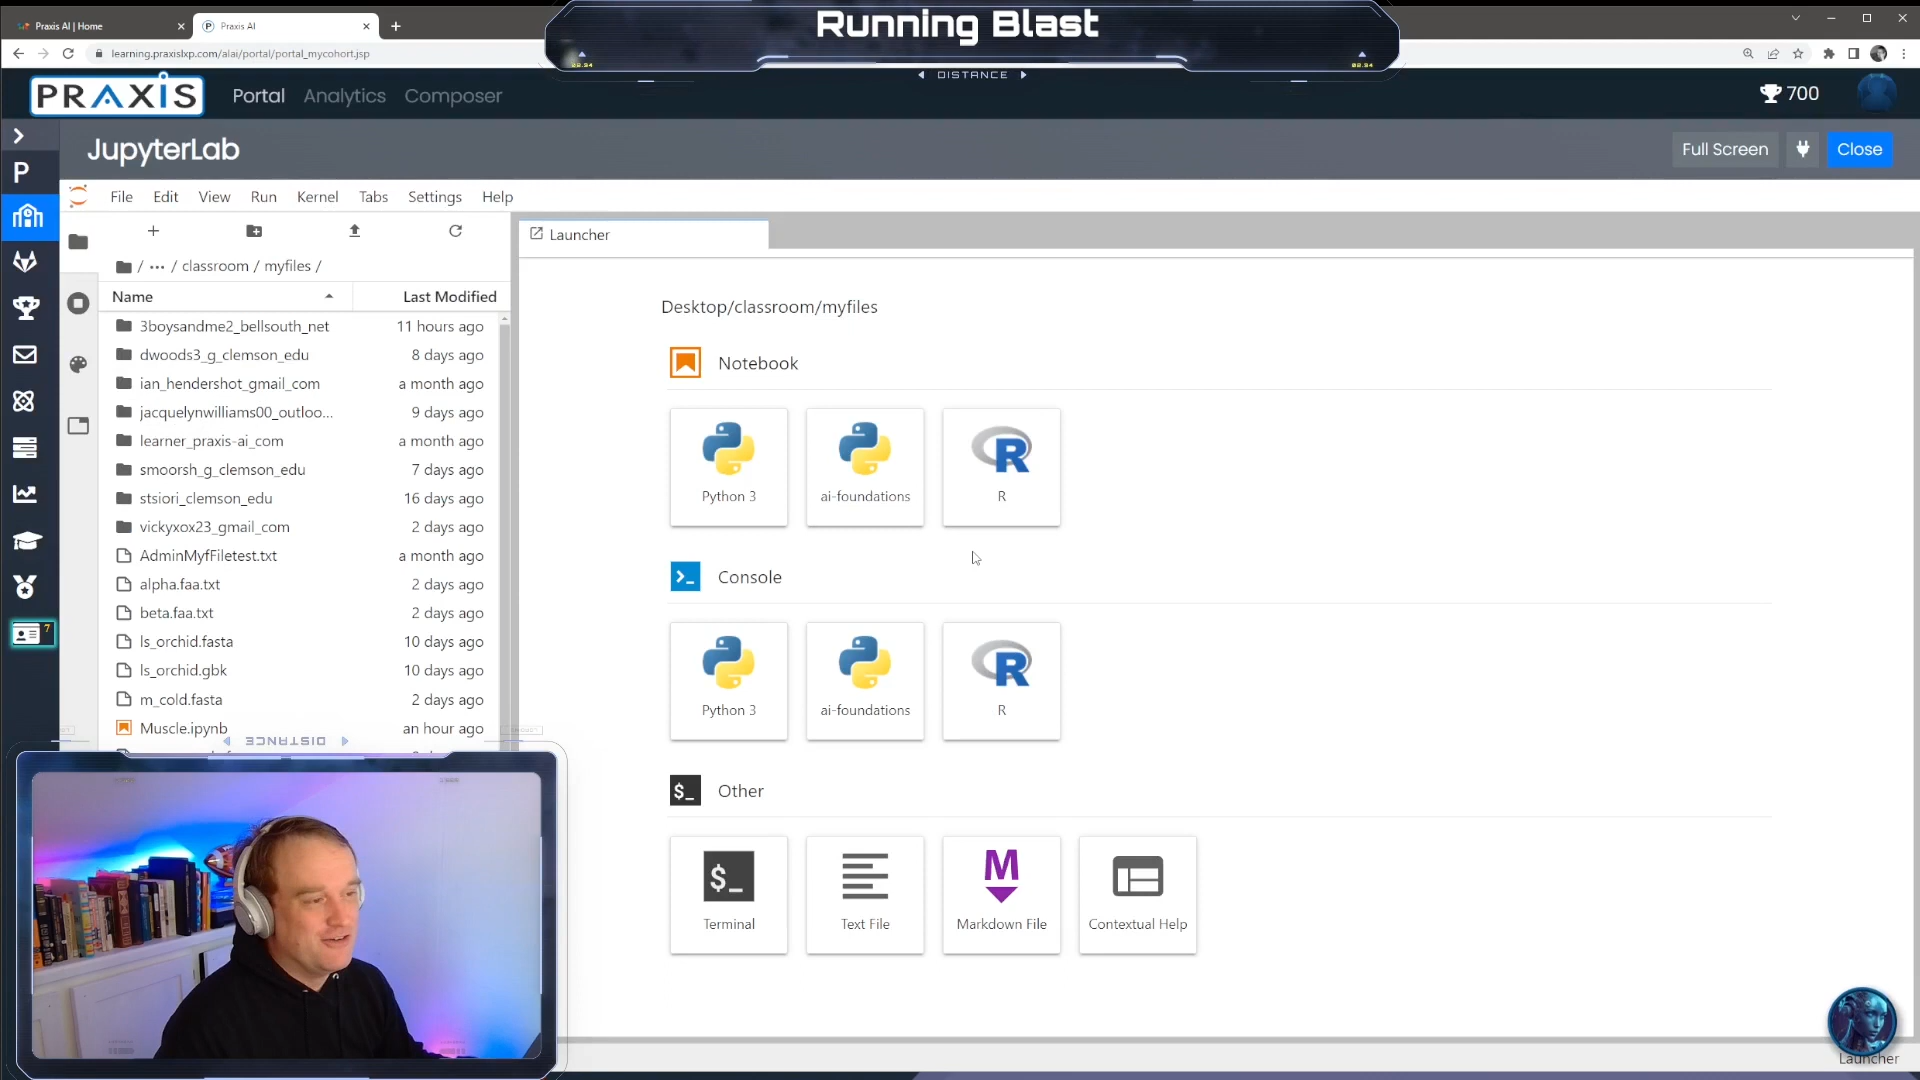 Praxis AI | Home
Praxis AI
Running Blast
learning.praxislxp.com/alai/portal/portal_mycohort.jsp
DISTANCE
PRAXIS
Portal
Analytics
Composer
700
P
JupyterLab
Full Screen
Close
File
Edit
View
Run
Kernel
Tabs
Settings
Help
Launcher
/ ··· / classroom / myfiles /
Name
Last Modified
3boysandme2_bellsouth_net 11 hours ago
dwoods3_g_clemson_edu 8 days ago
ian_hendershot_gmail_com a month ago
jacquelynwilliams00_outloo... 9 days ago
learner_praxis-ai_com a month ago
smoorsh_g_clemson_edu 7 days ago
stsiori_clemson_edu 16 days ago
vickyxox23_gmail_com 2 days ago
AdminMyfFiletest.txt a month ago
alpha.faa.txt 2 days ago
beta.faa.txt 2 days ago
ls_orchid.fasta 10 days ago
ls_orchid.gbk 10 days ago
m_cold.fasta 2 days ago
Muscle.ipynb an hour ago
7
DISTANCE
Desktop/classroom/myfiles
Notebook
Python 3
ai-foundations
R
Console
Python 3
ai-foundations
R
$_ Other
$_
M
Terminal
Text File
Markdown File
Contextual Help
Launcher